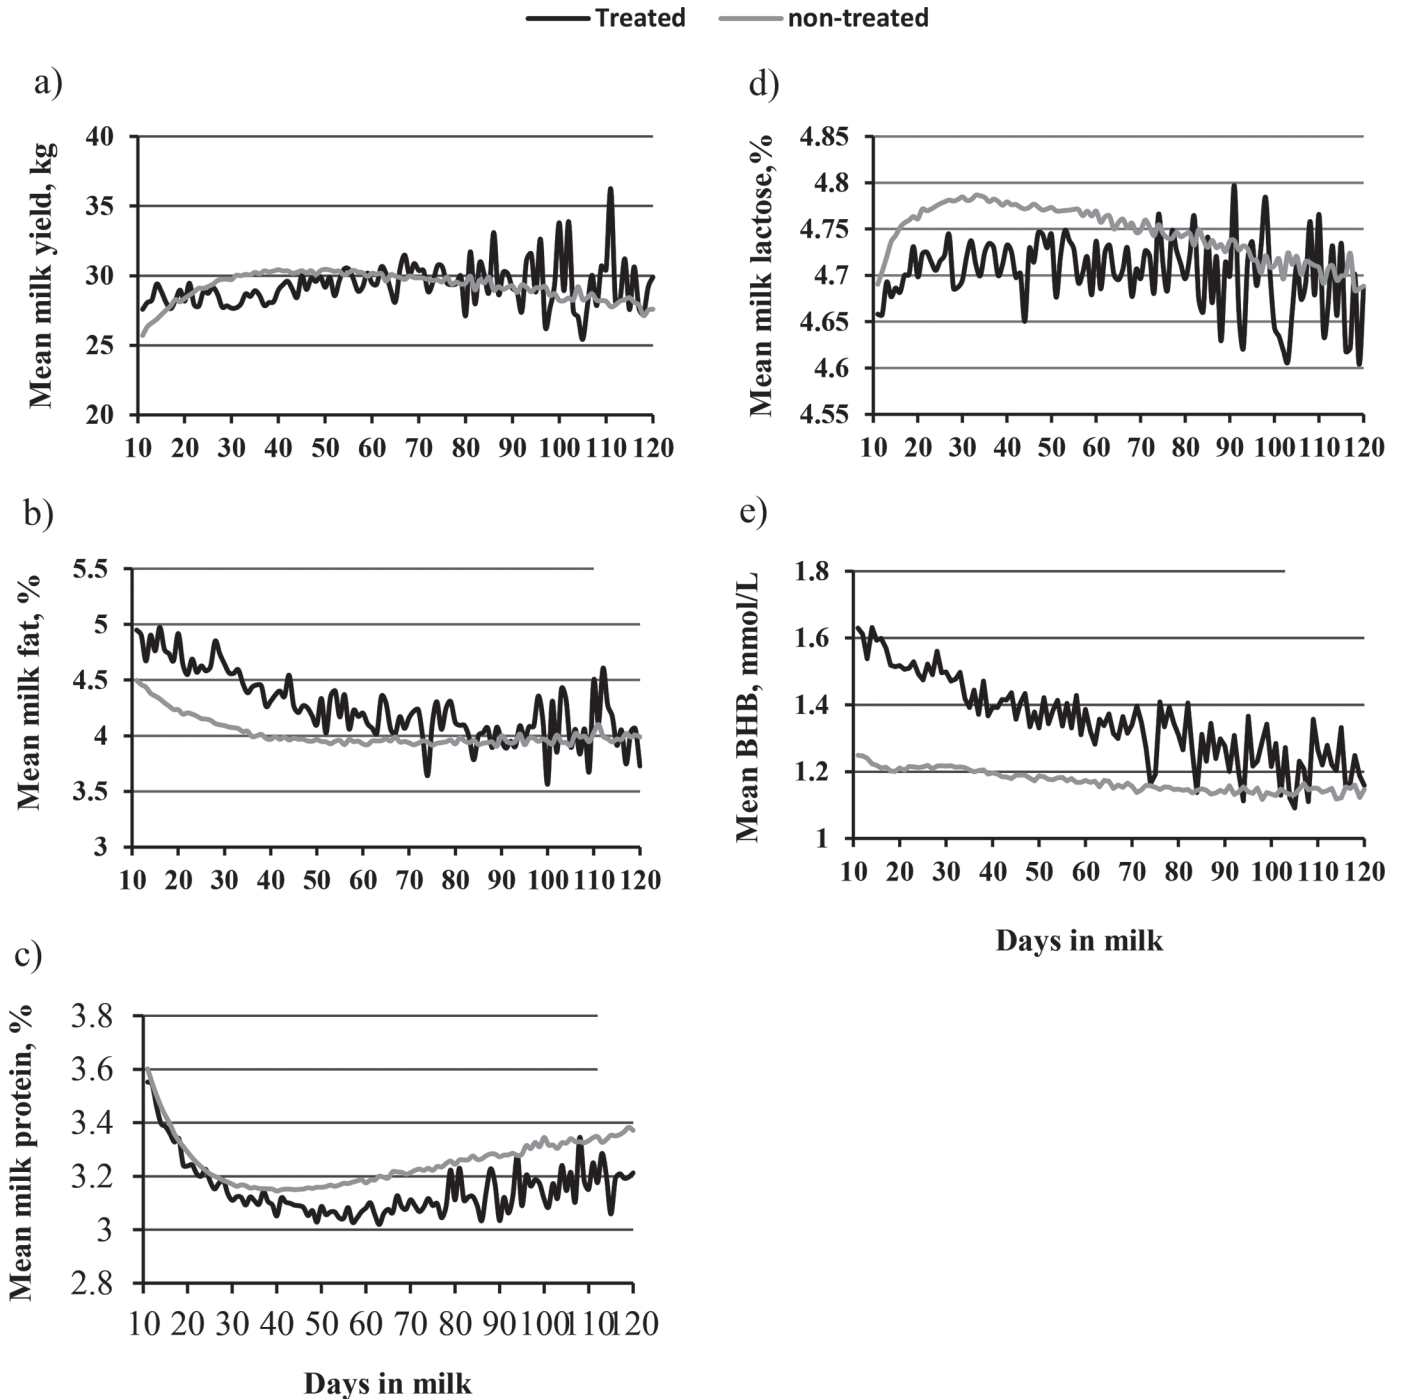 Treated non-treated
a)
Mean milk yield, kg
40
35
30
25
20
10 20 30 40 50 60 70 80 90 100 110 120
d)
Mean milk lactose,%
4.85
4.8
4.75
4.7
4.65
4.6
4.55
10 20 30 40 50 60 70 80 90 100 110 120
b)
Mean milk fat, %
5.5
5
4.5
4
3.5
3
10 20 30 40 50 60 70 80 90 100 110 120
e)
Mean BHB, mmol/L
1.8
1.6
1.4
1.2
1
10 20 30 40 50 60 70 80 90 100 110 120
Days in milk
c)
Mean milk protein, %
3.8
3.6
3.4
3.2
3
2.8
10 20 30 40 50 60 70 80 90 100 110 120
Days in milk